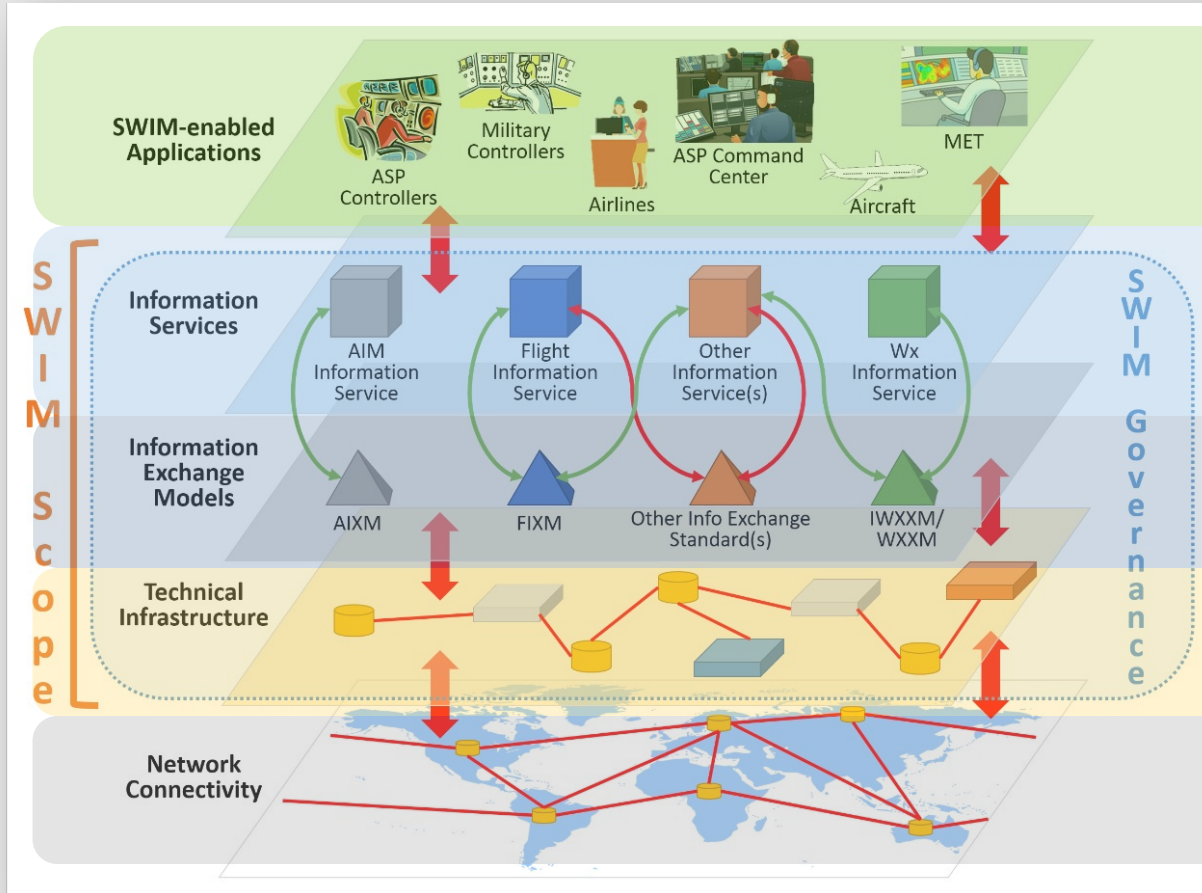 SWIM-enabled
Applications
ASP
Controllers
Military
Controllers
Airlines
ASP Command
Center
Aircraft
MET
SWIM Scope
SWIM Governance
Information
Services
AIM
Information
Service
Flight
Information
Service
Other
Information
Service(s)
Wx
Information
Service
Information
Exchange
Models
AIXM
FIXM
Other Info Exchange
Standard(s)
IWXXM/
WXXM
Technical
Infrastructure
Network
Connectivity